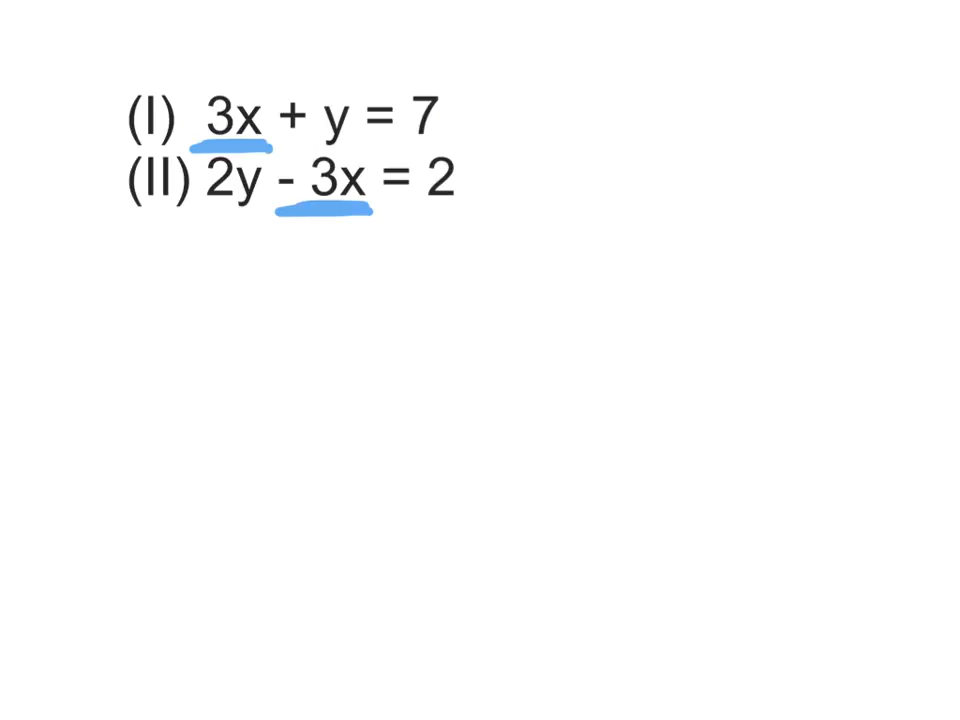 (I) 3x + y = 7
(II) 2y - 3x = 2